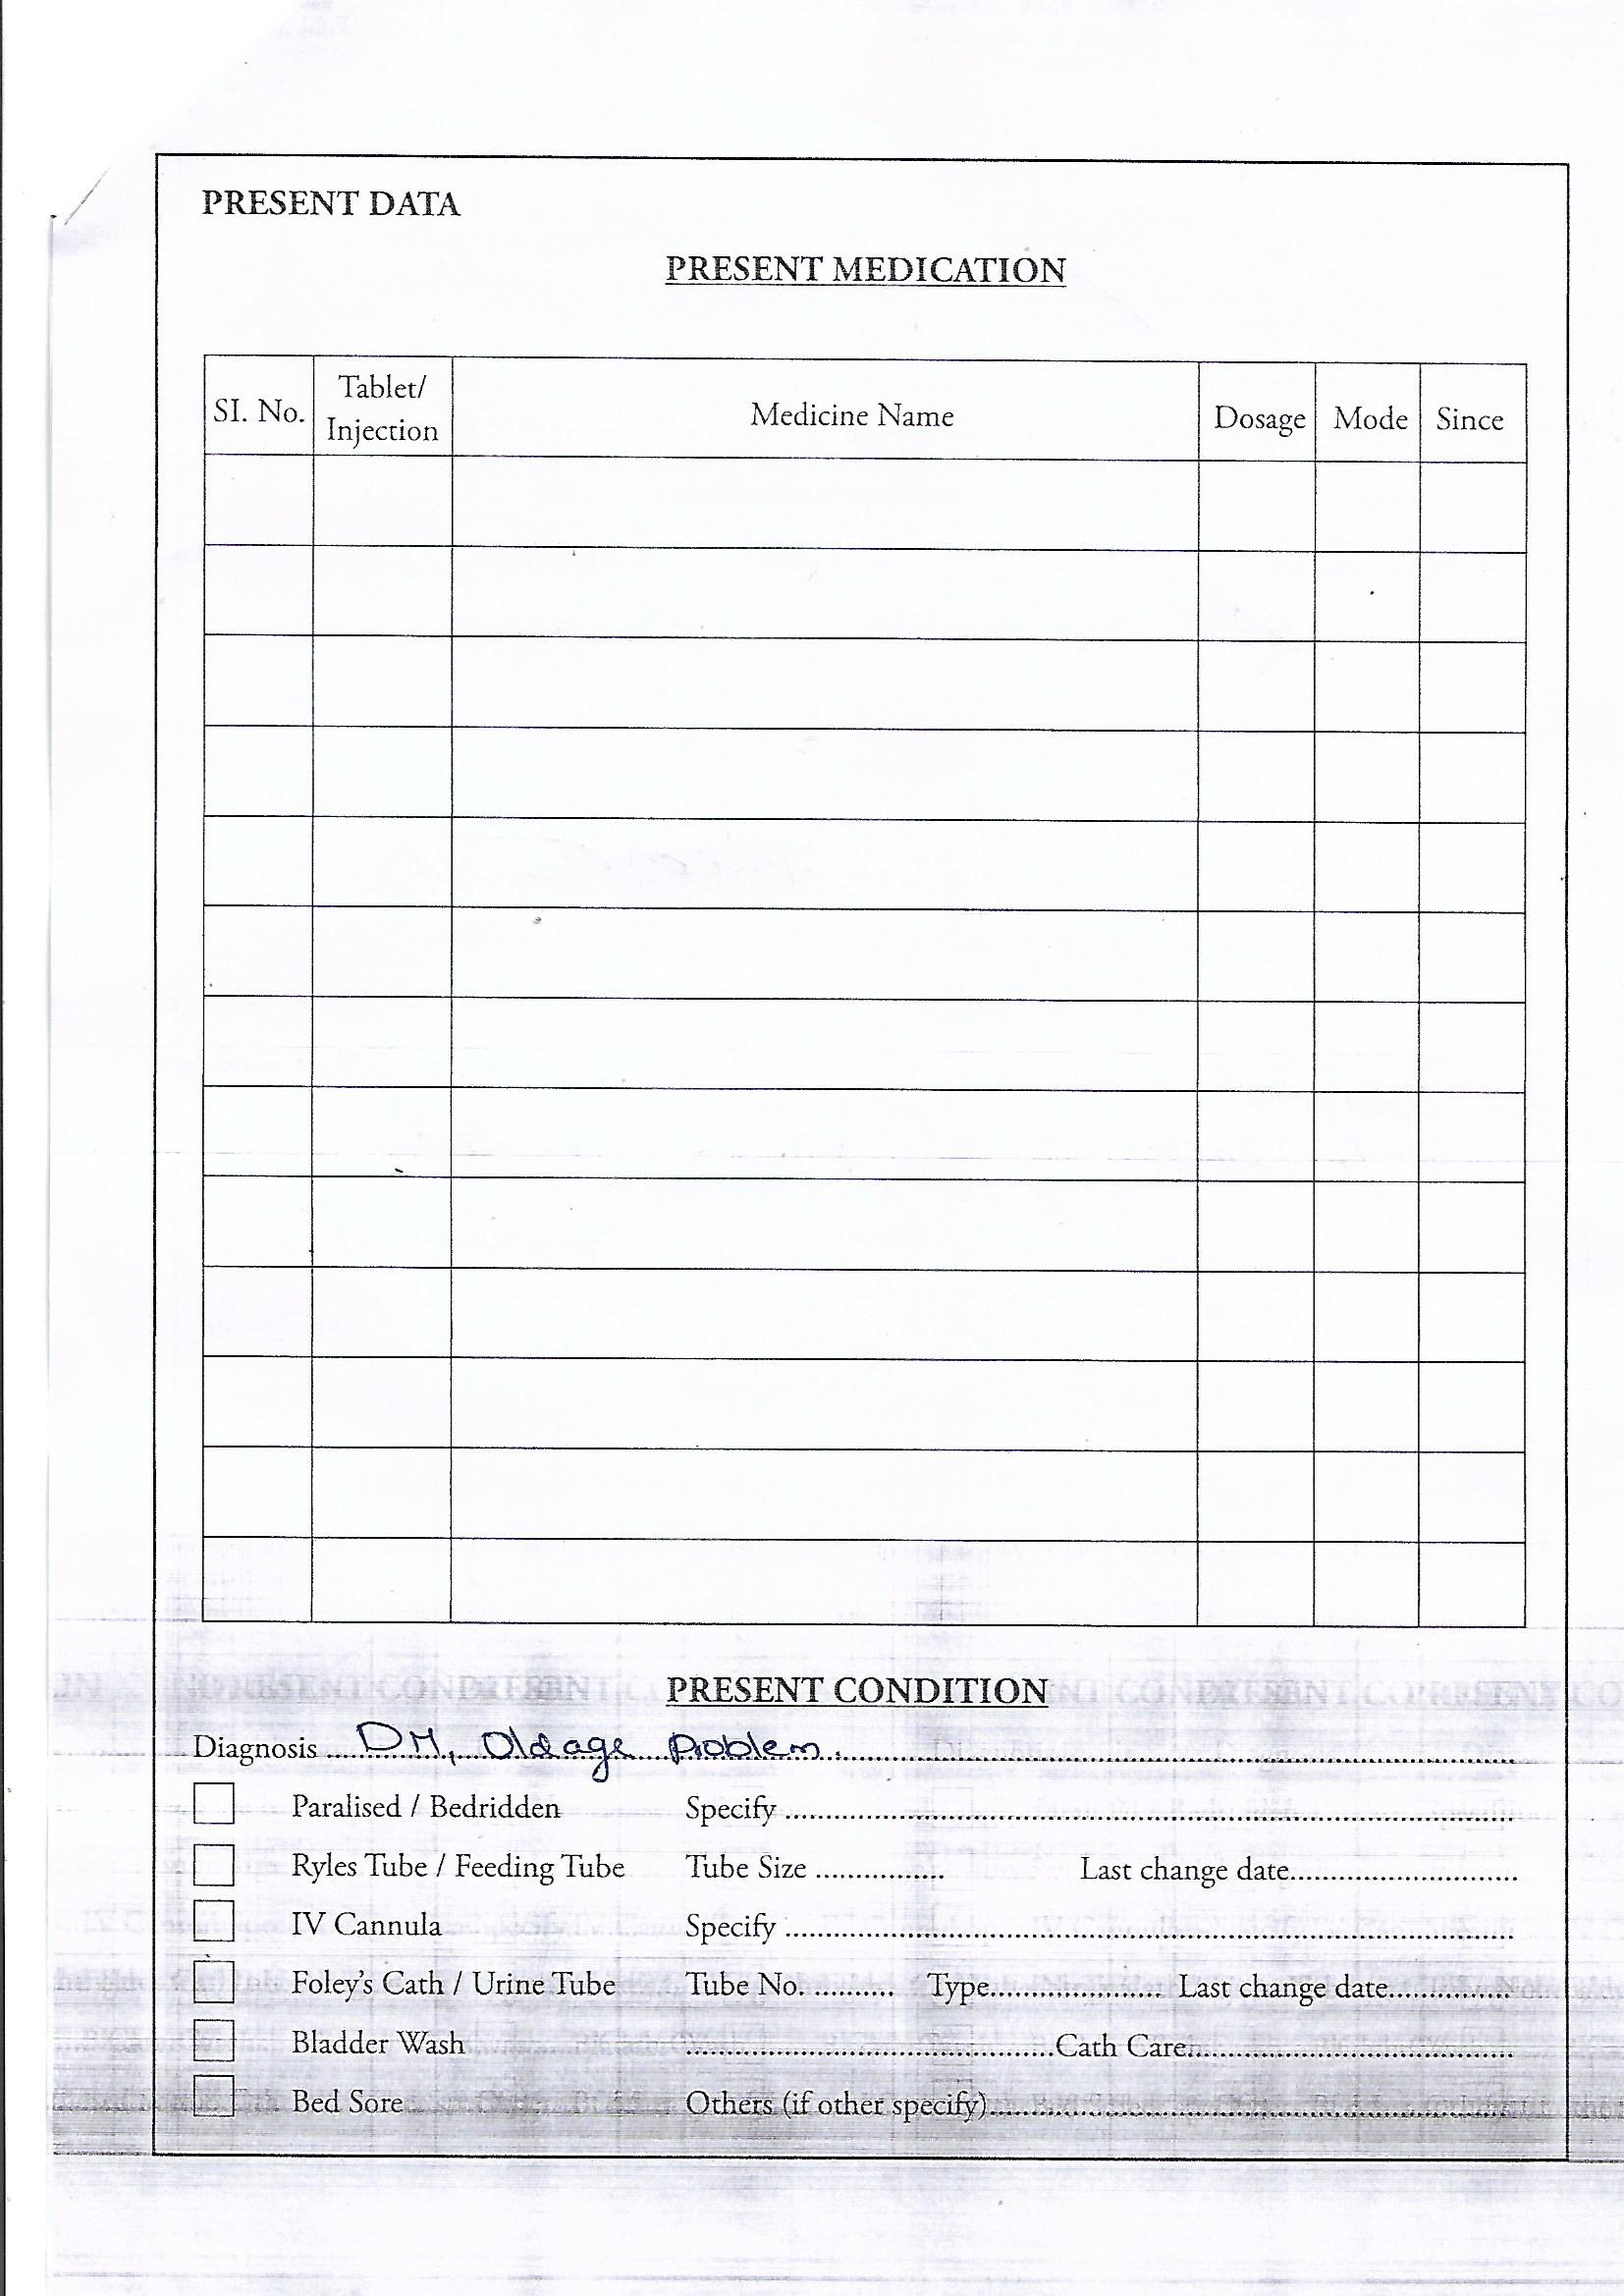 PRESENT DATA
PRESENT MEDICATION
SI. No. Tablet/ Injection Medicine Name Dosage Mode Since
PRESENT CONDITION
Diagnosis DM, Oldage Problem.
Paralised / Bedridden Specify
Ryles Tube / Feeding Tube Tube Size Last change date
IV Cannula Specify
Foley's Cath / Urine Tube Tube No. Type Last change date
Bladder Wash Cath Care
Bed Sore Others (if other specify)